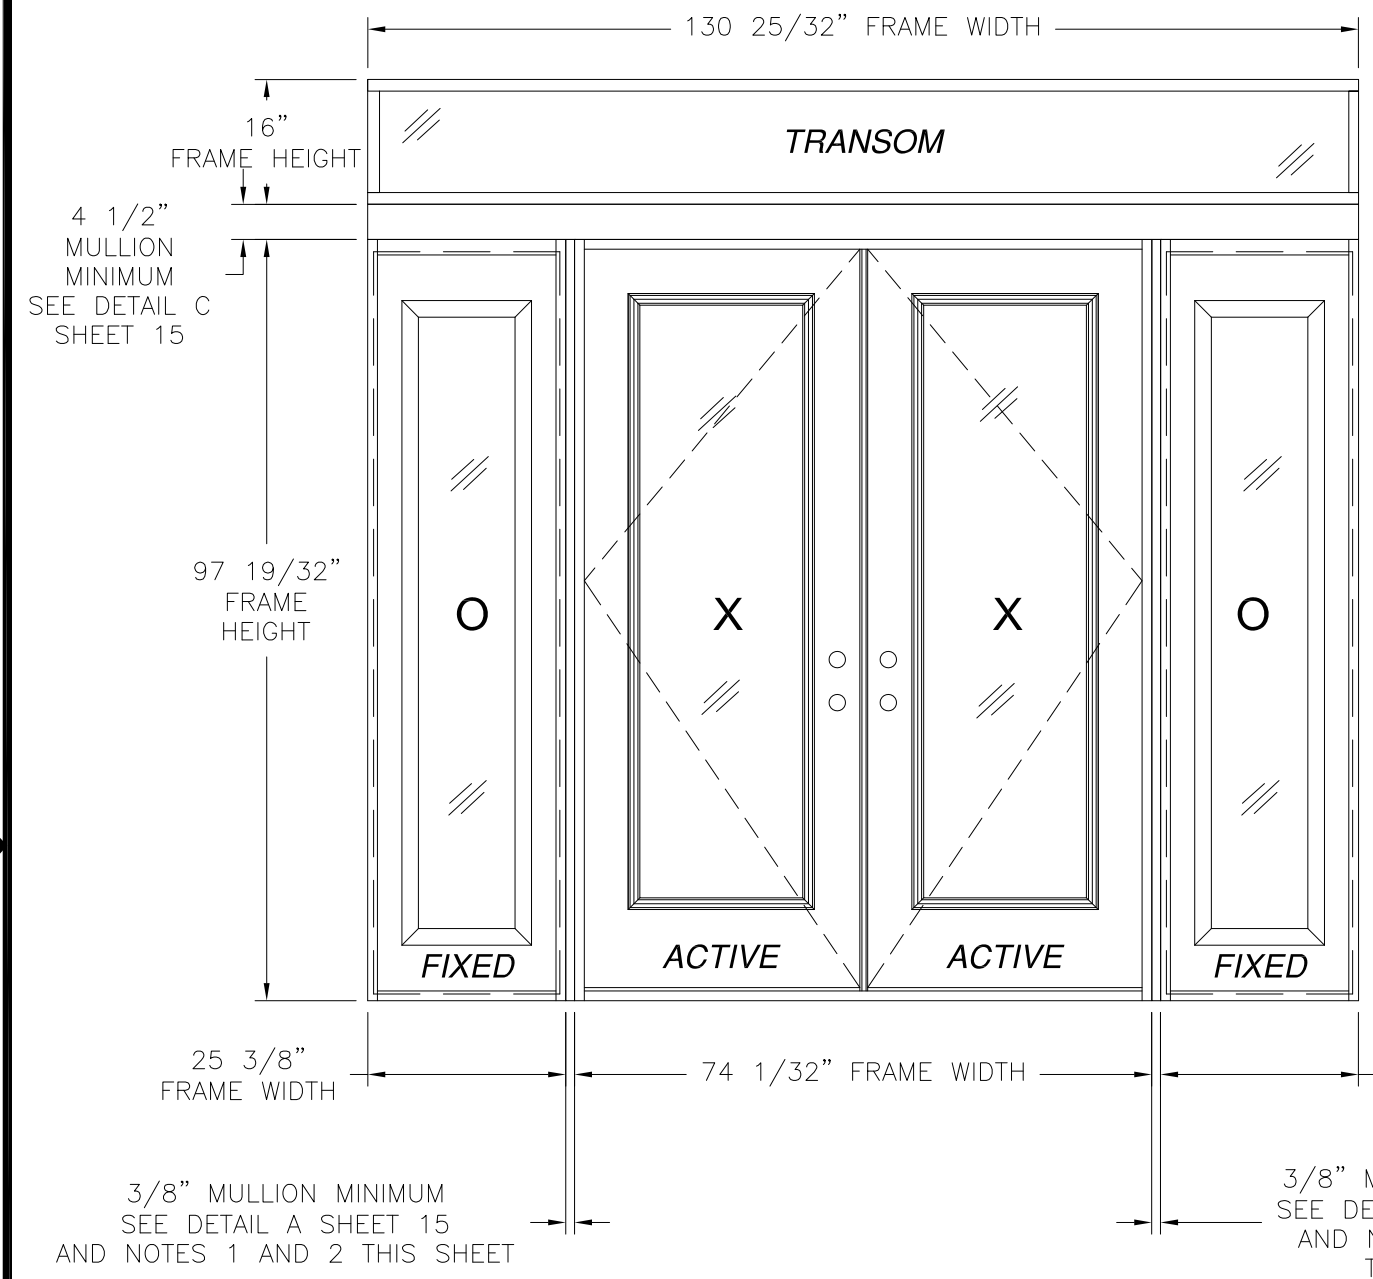 130 25/32” FRAME WIDTH
16”
FRAME HEIGHT
TRANSOM
4 1/2”
MULLION
MINIMUM
SEE DETAIL C
SHEET 15
97 19/32”
FRAME
HEIGHT
O
X
X
O
FIXED
ACTIVE
ACTIVE
FIXED
25 3/8”
FRAME WIDTH
74 1/32” FRAME WIDTH
3/8” MULLION MINIMUM
SEE DETAIL A SHEET 15
AND NOTES 1 AND 2 THIS SHEET
3/8”
SEE
AND